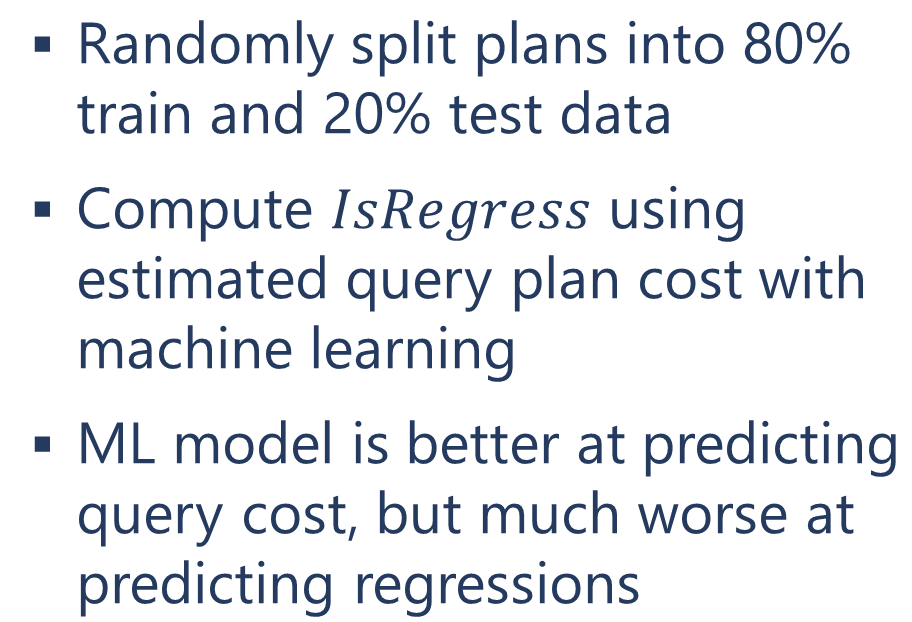 ▪ Randomly split plans into 80%
train and 20% test data
▪ Compute IsRegress using
estimated query plan cost with
machine learning
▪ ML model is better at predicting
query cost, but much worse at
predicting regressions